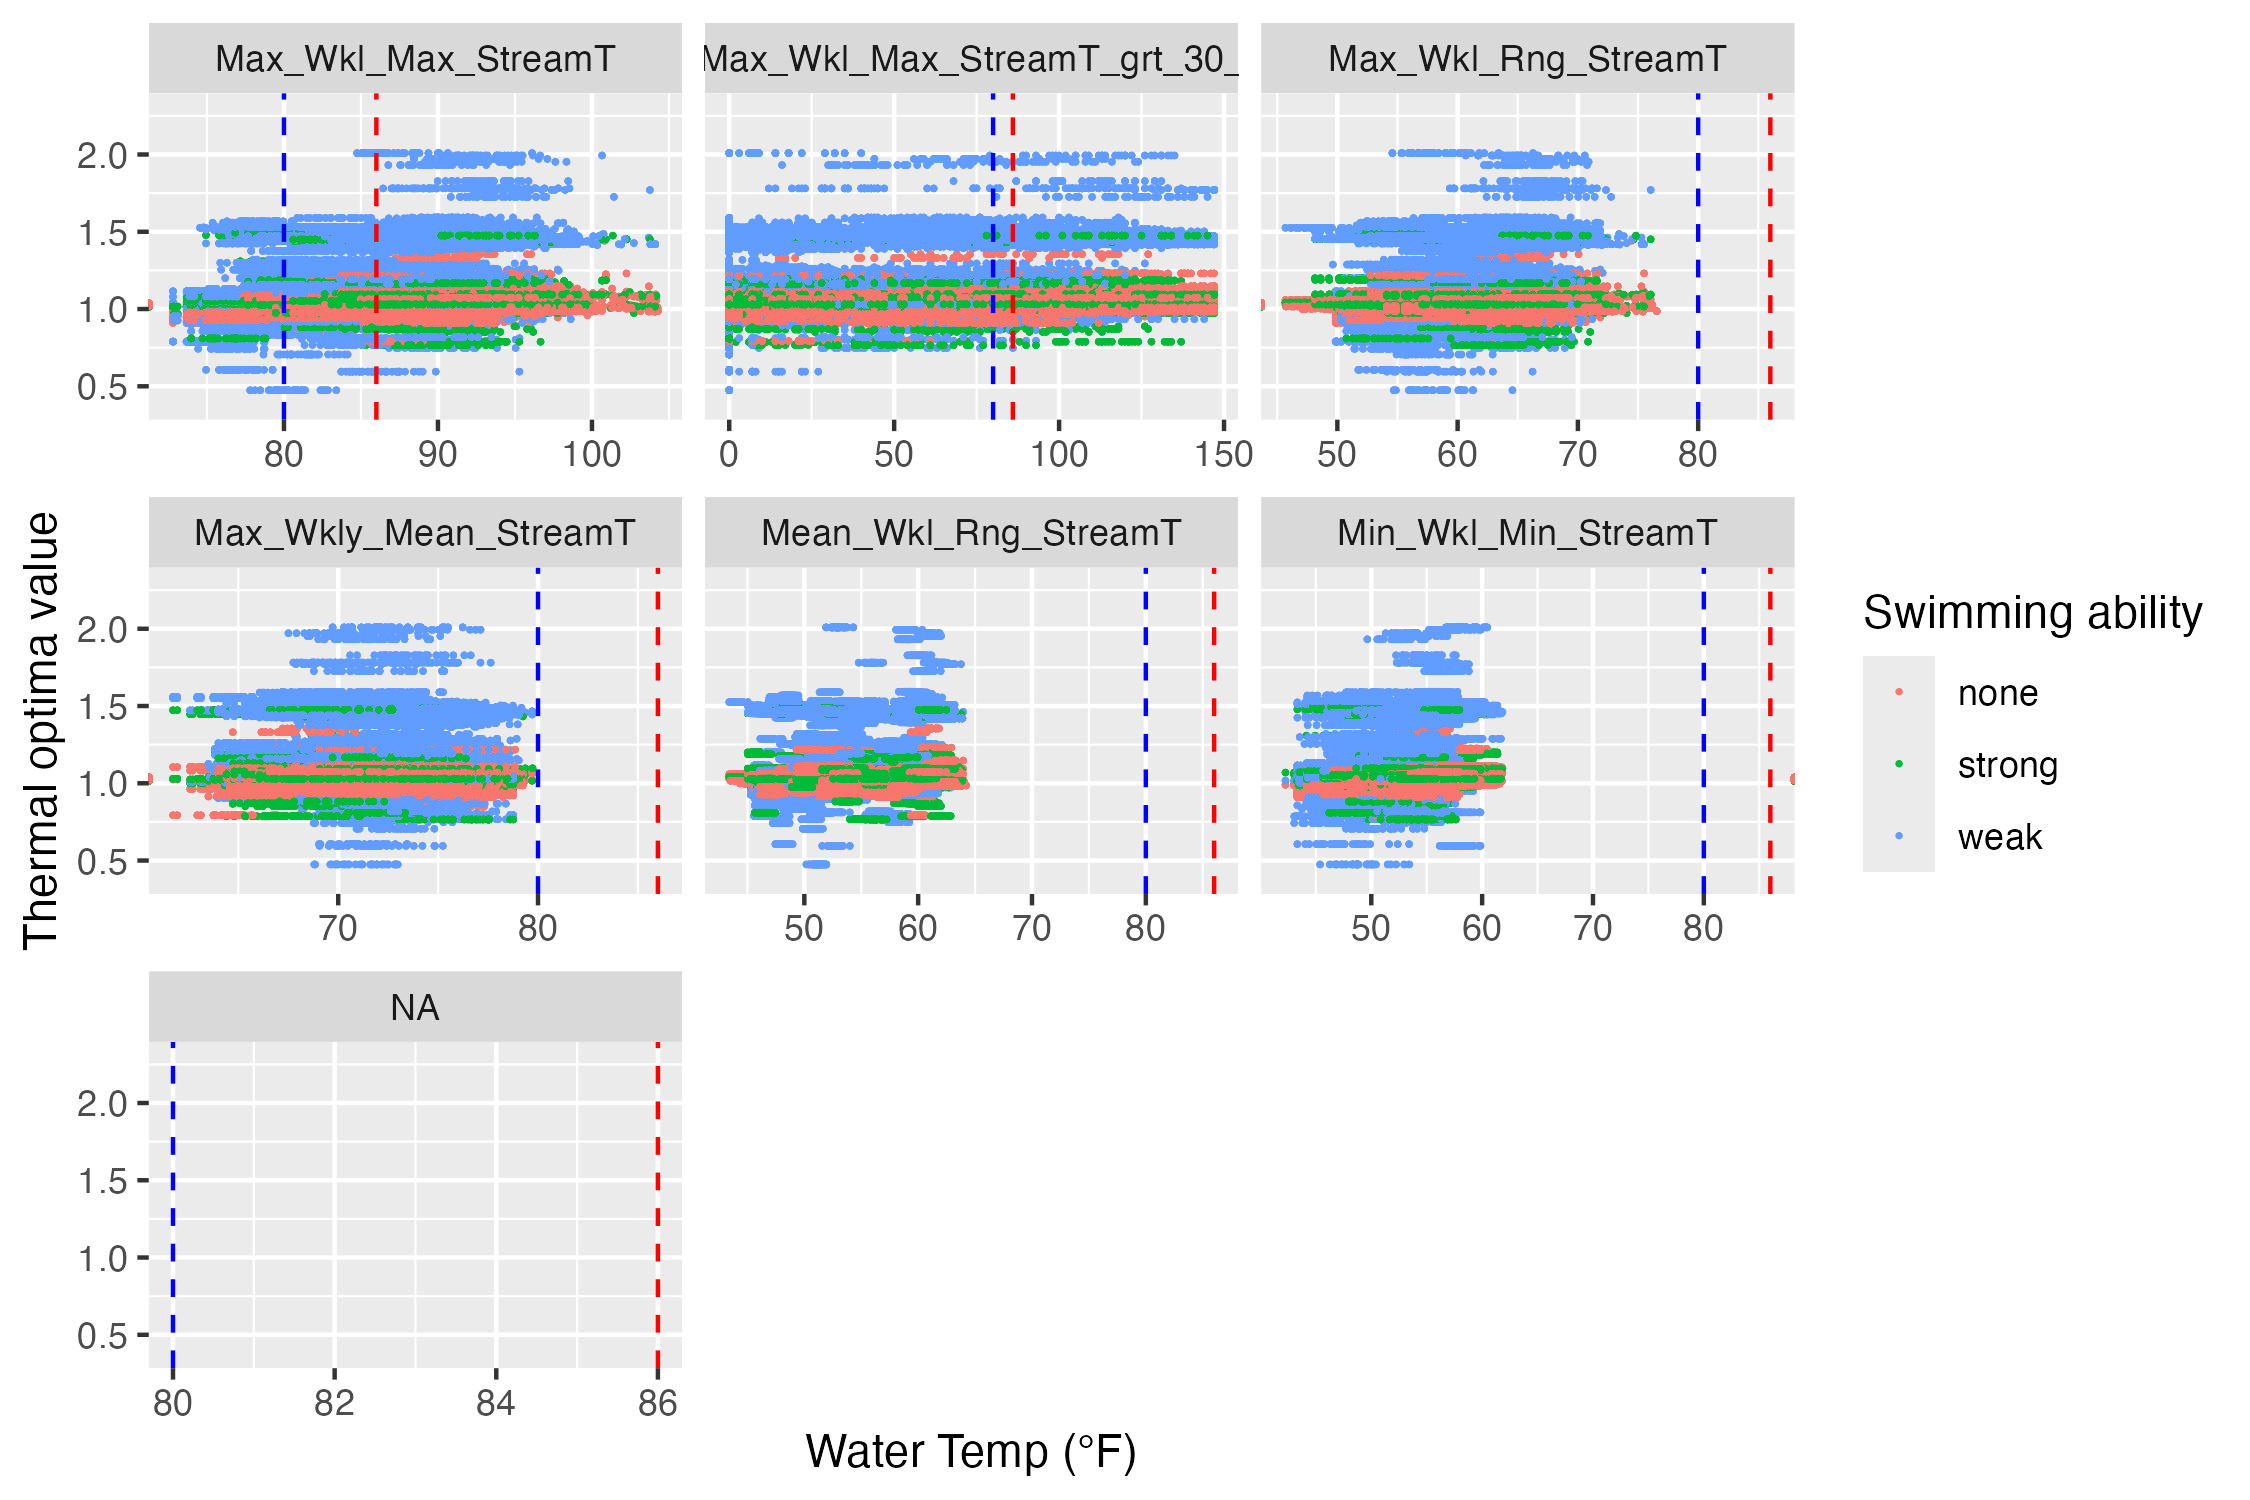 Max_Wkl_Max_StreamT
Max_Wkl_Max_StreamT_grt_30_
Max_Wkl_Rng_StreamT
2.0
1.5
1.0
0.5
80 90 100
0 50 100 150
50 60 70 80
Max_Wkly_Mean_StreamT
Mean_Wkl_Rng_StreamT
Min_Wkl_Min_StreamT
Thermal optima value
2.0
1.5
1.0
0.5
70 80
50 60 70 80
50 60 70 80
Swimming ability
none
strong
weak
NA
2.0
1.5
1.0
0.5
80 82 84 86
Water Temp (°F)